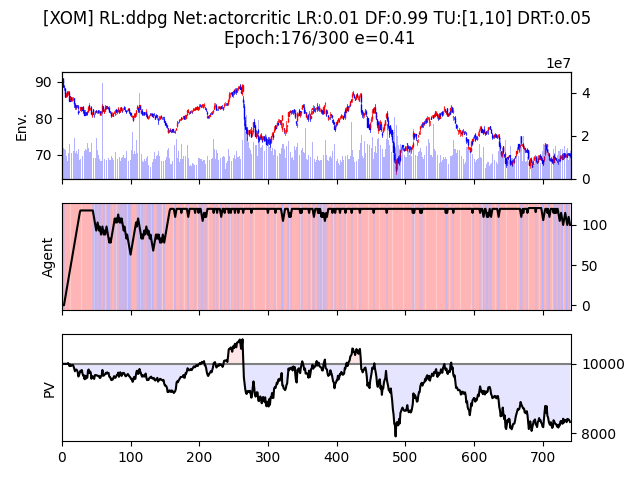 [XOM] RL:ddpg Net:actorcritic LR:0.01 DF:0.99 TU:[1,10] DRT:0.05
Epoch:176/300 e=0.41
1e7
90
80
70
Env.
4
2
0
Agent
100
50
0
PV
10000
8000
0 100 200 300 400 500 600 700